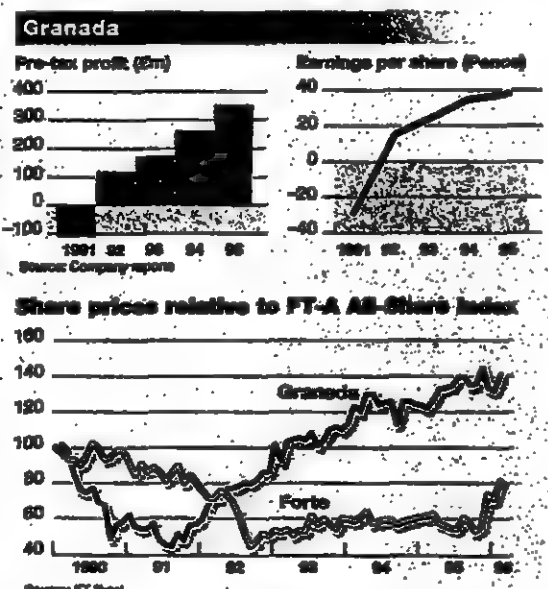 Granada
Pre-tax profit (£m)
400
300
200
100
0
-100
1991 92 93 94 95
Source: Company reports
Earnings per share (Pence)
40
20
0
-20
-40
1991 92 93 94 95
Share prices relative to FT-A All-Share Index
160
140
120
100
80
60
40
Granada
Forte
1990 91 92 93 94 95